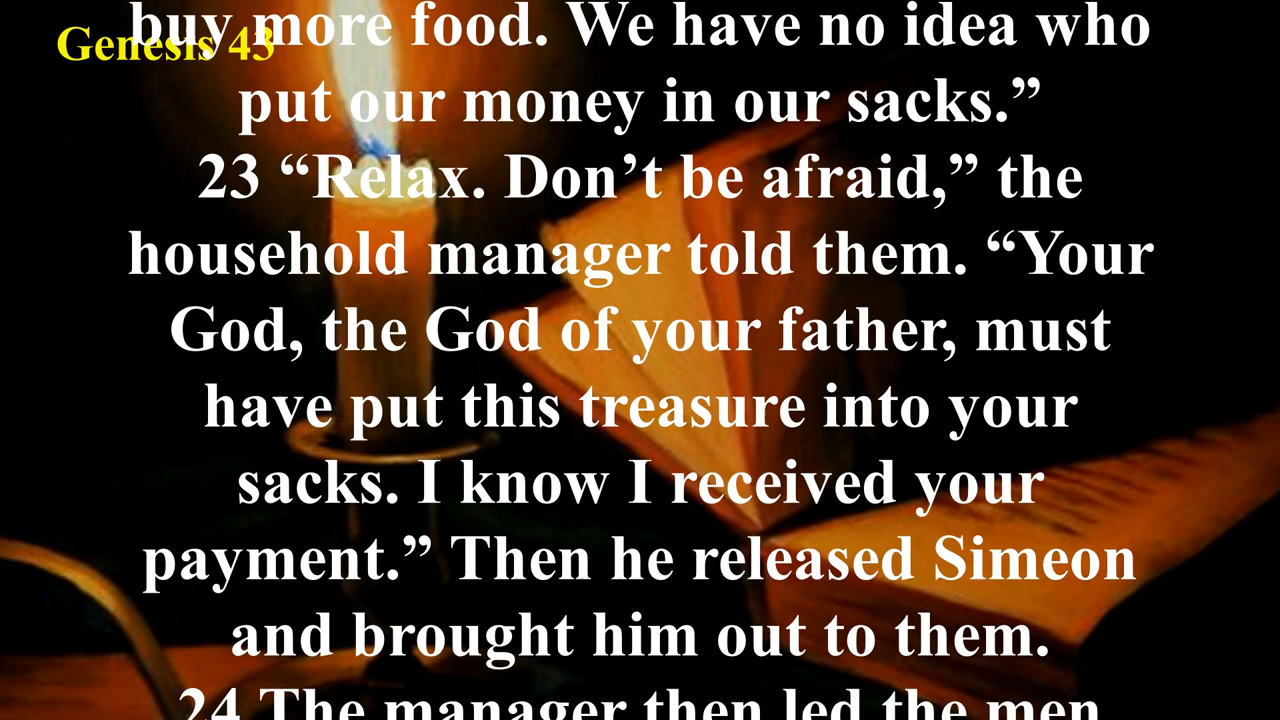 Genesis 43
buy more food. We have no idea who
put our money in our sacks.”
23 “Relax. Don’t be afraid,” the
household manager told them. “Your
God, the God of your father, must
have put this treasure into your
sacks. I know I received your
payment.” Then he released Simeon
and brought him out to them.
24 The manager then led the men